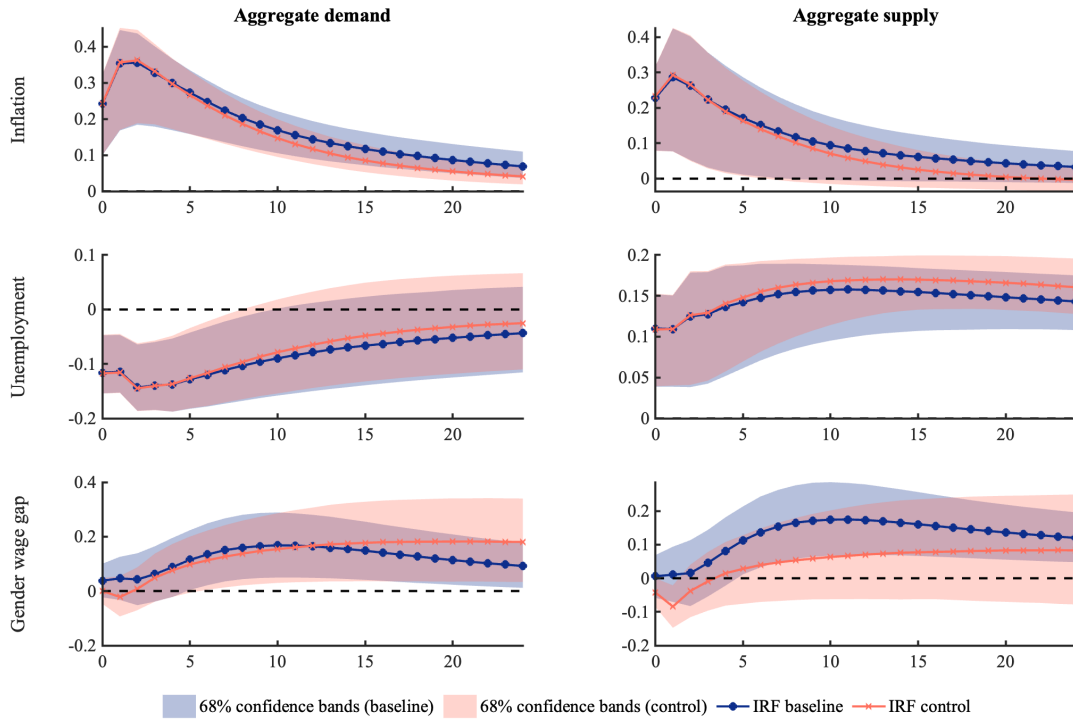 Aggregate demand
Aggregate supply
Inflation
0.4
0.3
0.2
0.1
0
0 5 10 15 20
0.4
0.3
0.2
0.1
0
0 5 10 15 20
Unemployment
0.1
0
-0.1
-0.2
0 5 10 15 20
0.2
0.15
0.1
0.05
0
0 5 10 15 20
Gender wage gap
0.4
0.2
0
-0.2
0 5 10 15 20
0.2
0.1
0
-0.1
-0.2
0 5 10 15 20
68% confidence bands (baseline) 68% confidence bands (control) IRF baseline IRF control